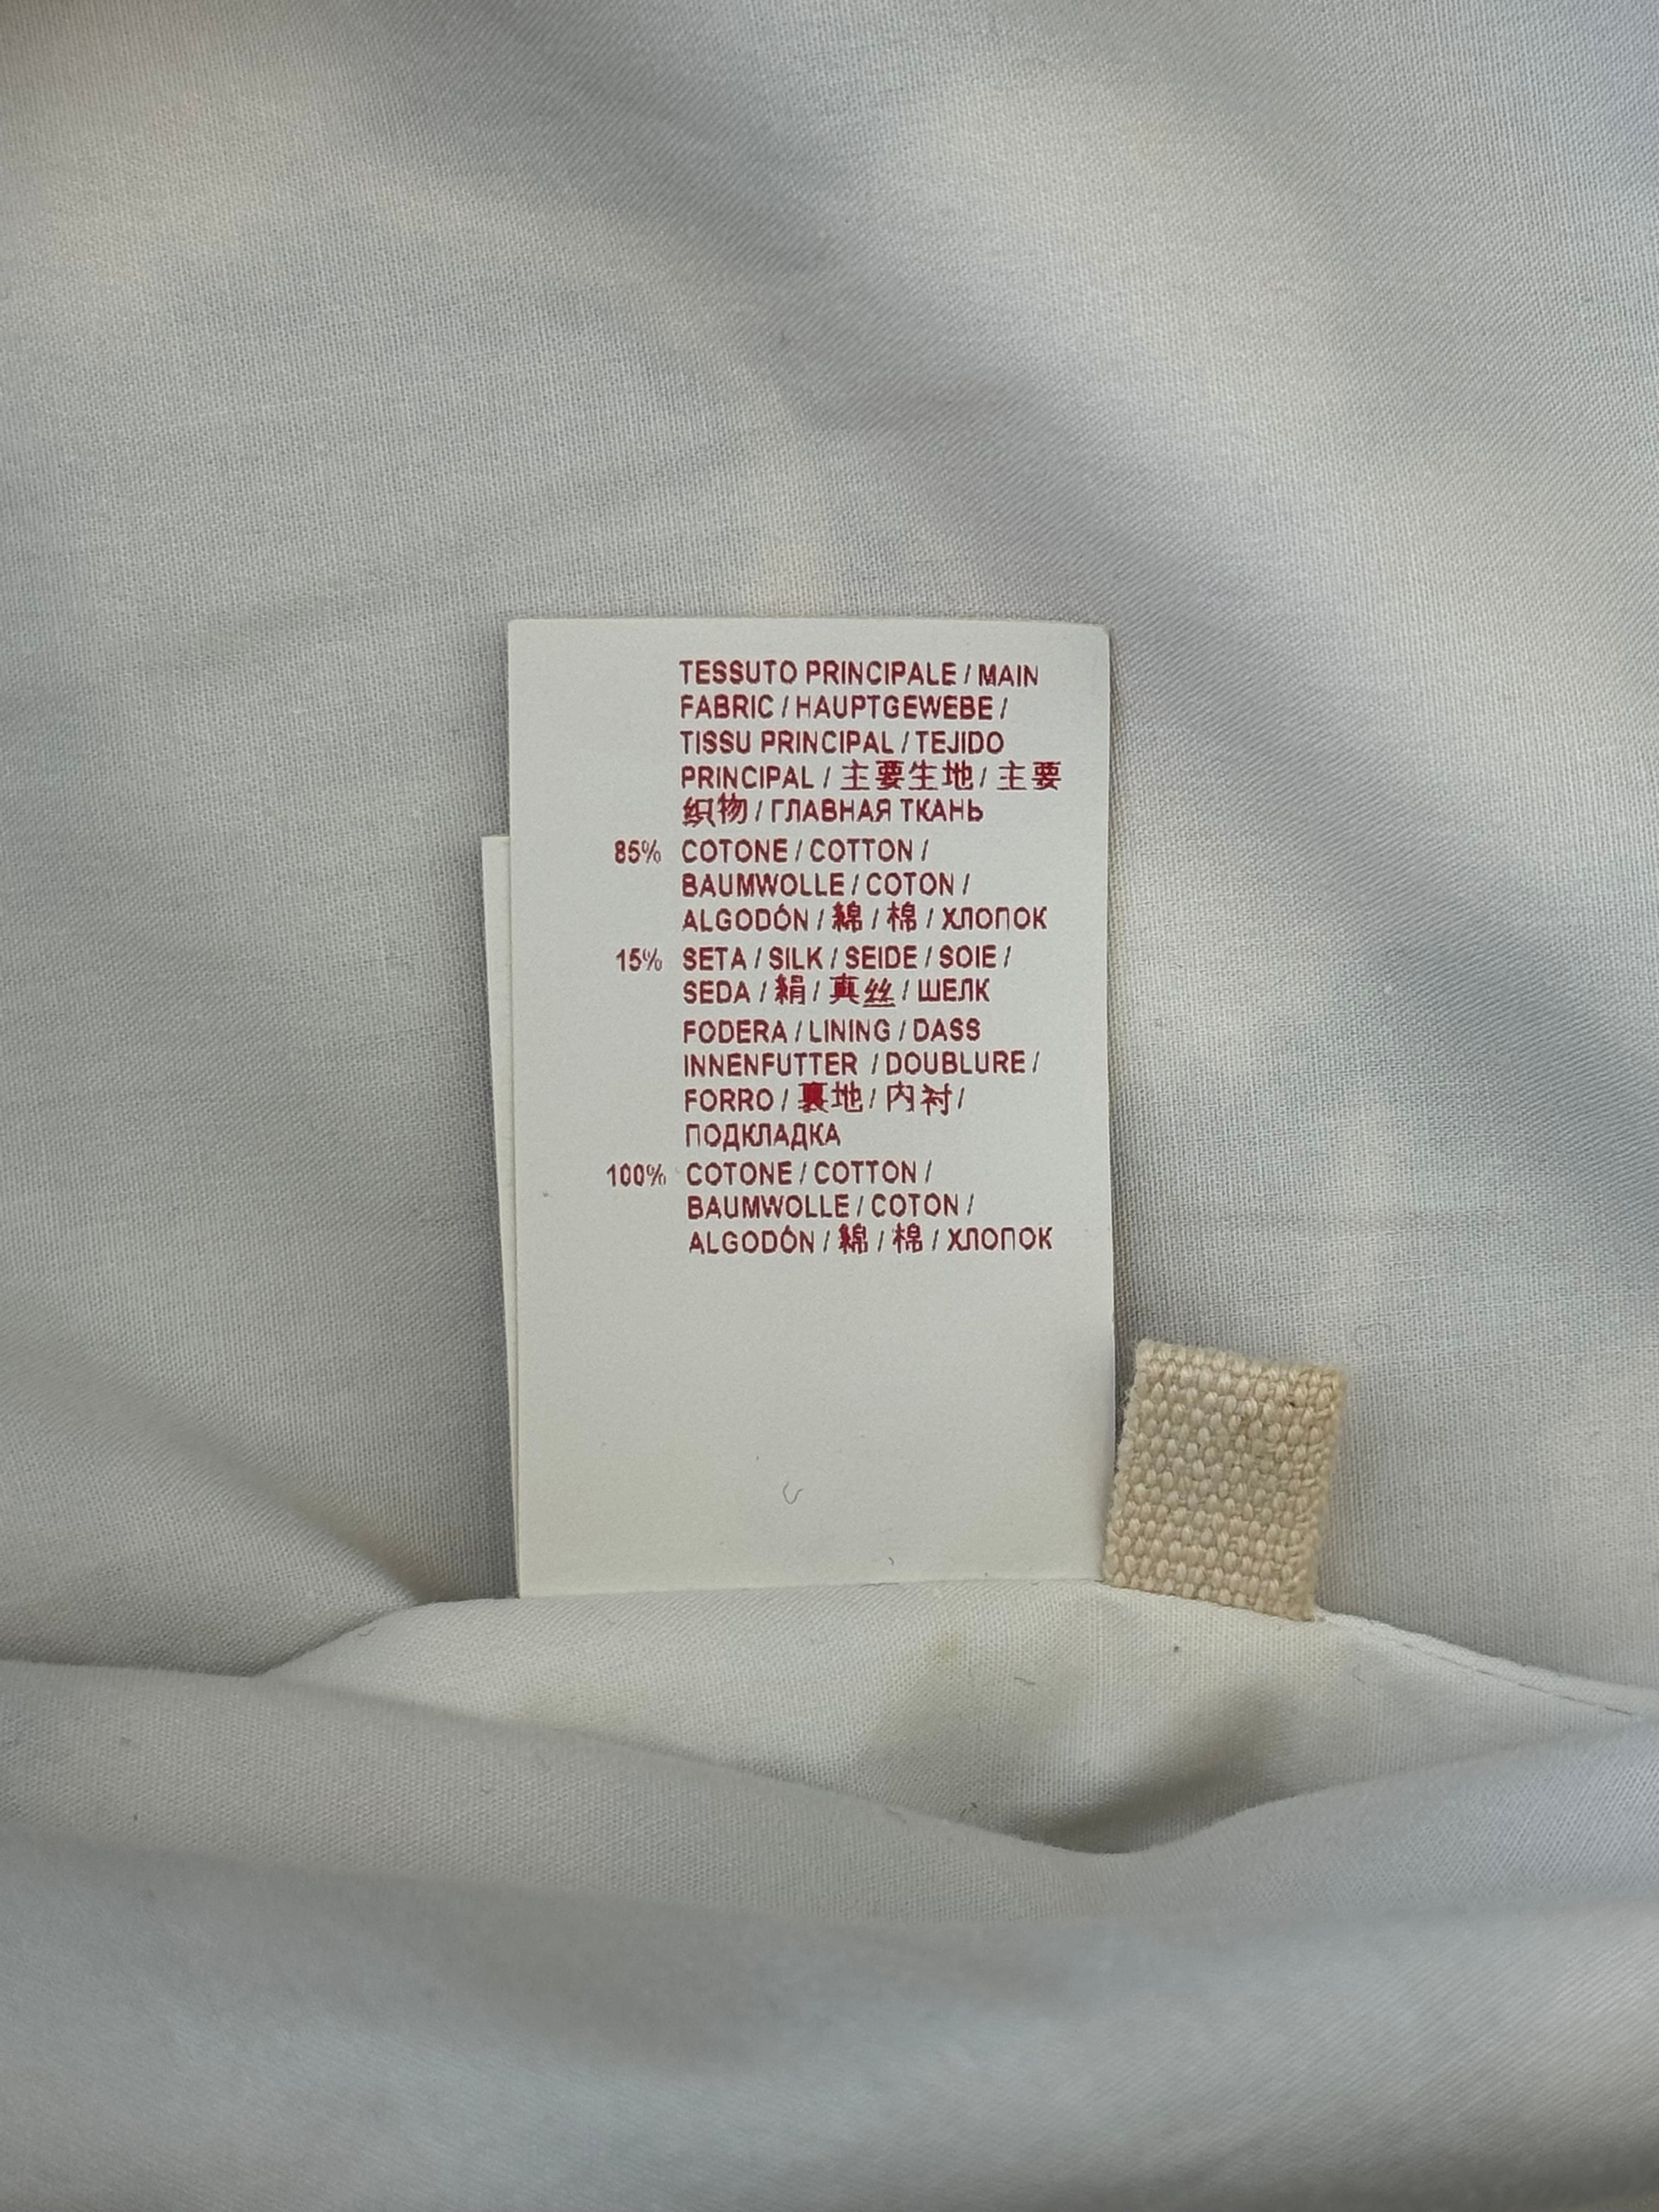 TESSUTO PRINCIPALE / MAIN
FABRIC / HAUPTGEWEBE /
TISSU PRINCIPAL / TEJIDO
PRINCIPAL / 主要生地 / 主要
织物 / ГЛАВНАЯ ТКАНЬ
85% COTONE / COTTON /
BAUMWOLLE / COTON /
ALGODÓN / 綿 / 棉 / ХЛОПОК
15% SETA / SILK / SEIDE / SOIE /
SEDA / 絹 / 真丝 / ШЕЛК
FODERA / LINING / DASS
INNENFUTTER / DOUBLURE /
FORRO / 裏地 / 内衬 /
ПОДКЛАДКА
100% COTONE / COTTON /
BAUMWOLLE / COTON /
ALGODÓN / 綿 / 棉 / ХЛОПОК